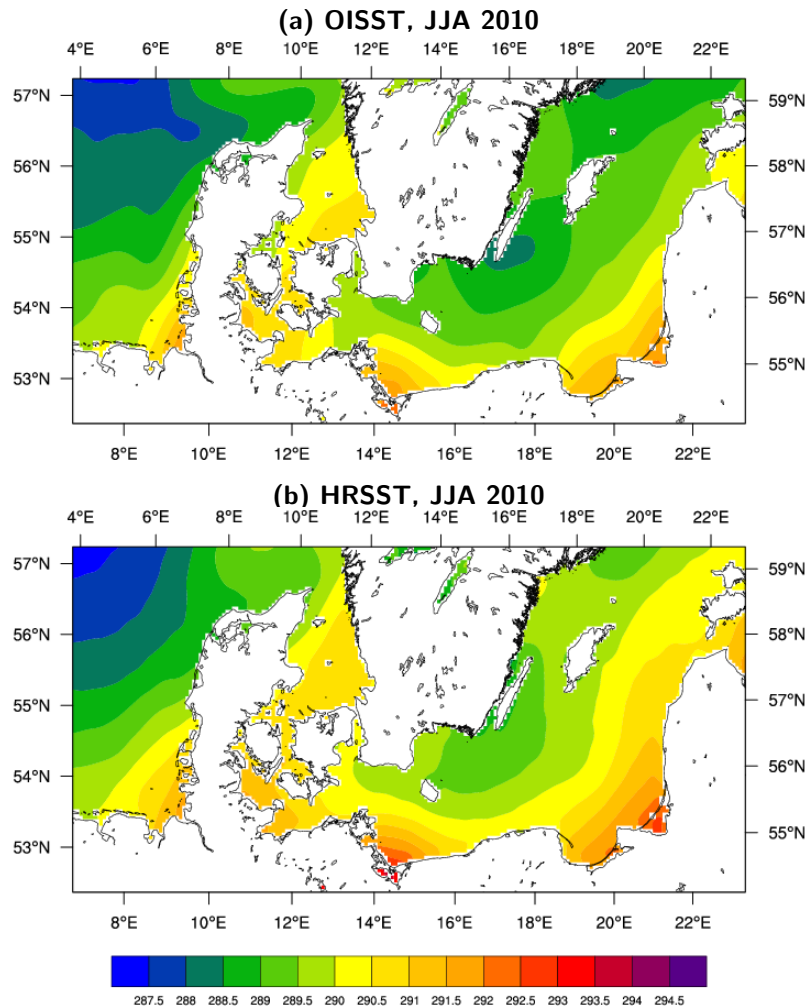 (a) OISST, JJA 2010
4°E 6°E 8°E 10°E 12°E 14°E 16°E 18°E 20°E 22°E
57°N 59°N
56°N 58°N
55°N 57°N
54°N 56°N
53°N 55°N
8°E 10°E 12°E 14°E 16°E 18°E 20°E 22°E
(b) HRSST, JJA 2010
4°E 6°E 8°E 10°E 12°E 14°E 16°E 18°E 20°E 22°E
57°N 59°N
56°N 58°N
55°N 57°N
54°N 56°N
53°N 55°N
8°E 10°E 12°E 14°E 16°E 18°E 20°E 22°E
287.5 288 288.5 289 289.5 290 290.5 291 291.5 292 292.5 293 293.5 294 294.5